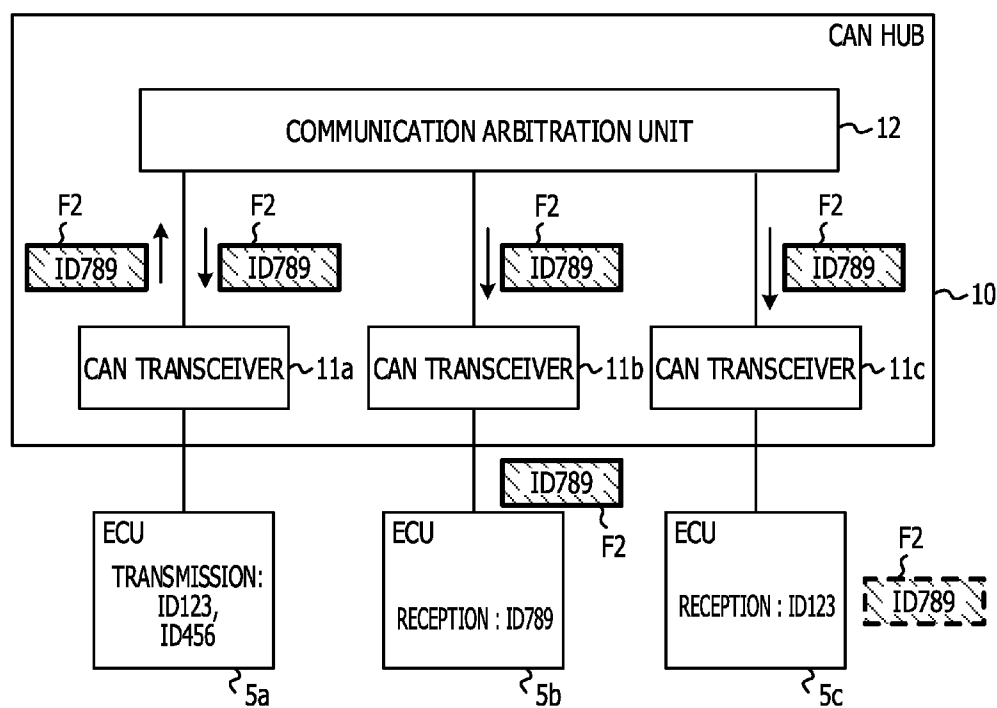 CAN HUB
COMMUNICATION ARBITRATION UNIT
12
F2
F2
F2
F2
ID789
ID789
ID789
ID789
10
CAN TRANSCEIVER
11a
CAN TRANSCEIVER
11b
CAN TRANSCEIVER
11c
ID789
F2
ECU
TRANSMISSION:
ID123,
ID456
5a
ECU
RECEPTION : ID789
5b
ECU
RECEPTION : ID123
5c
F2
ID789